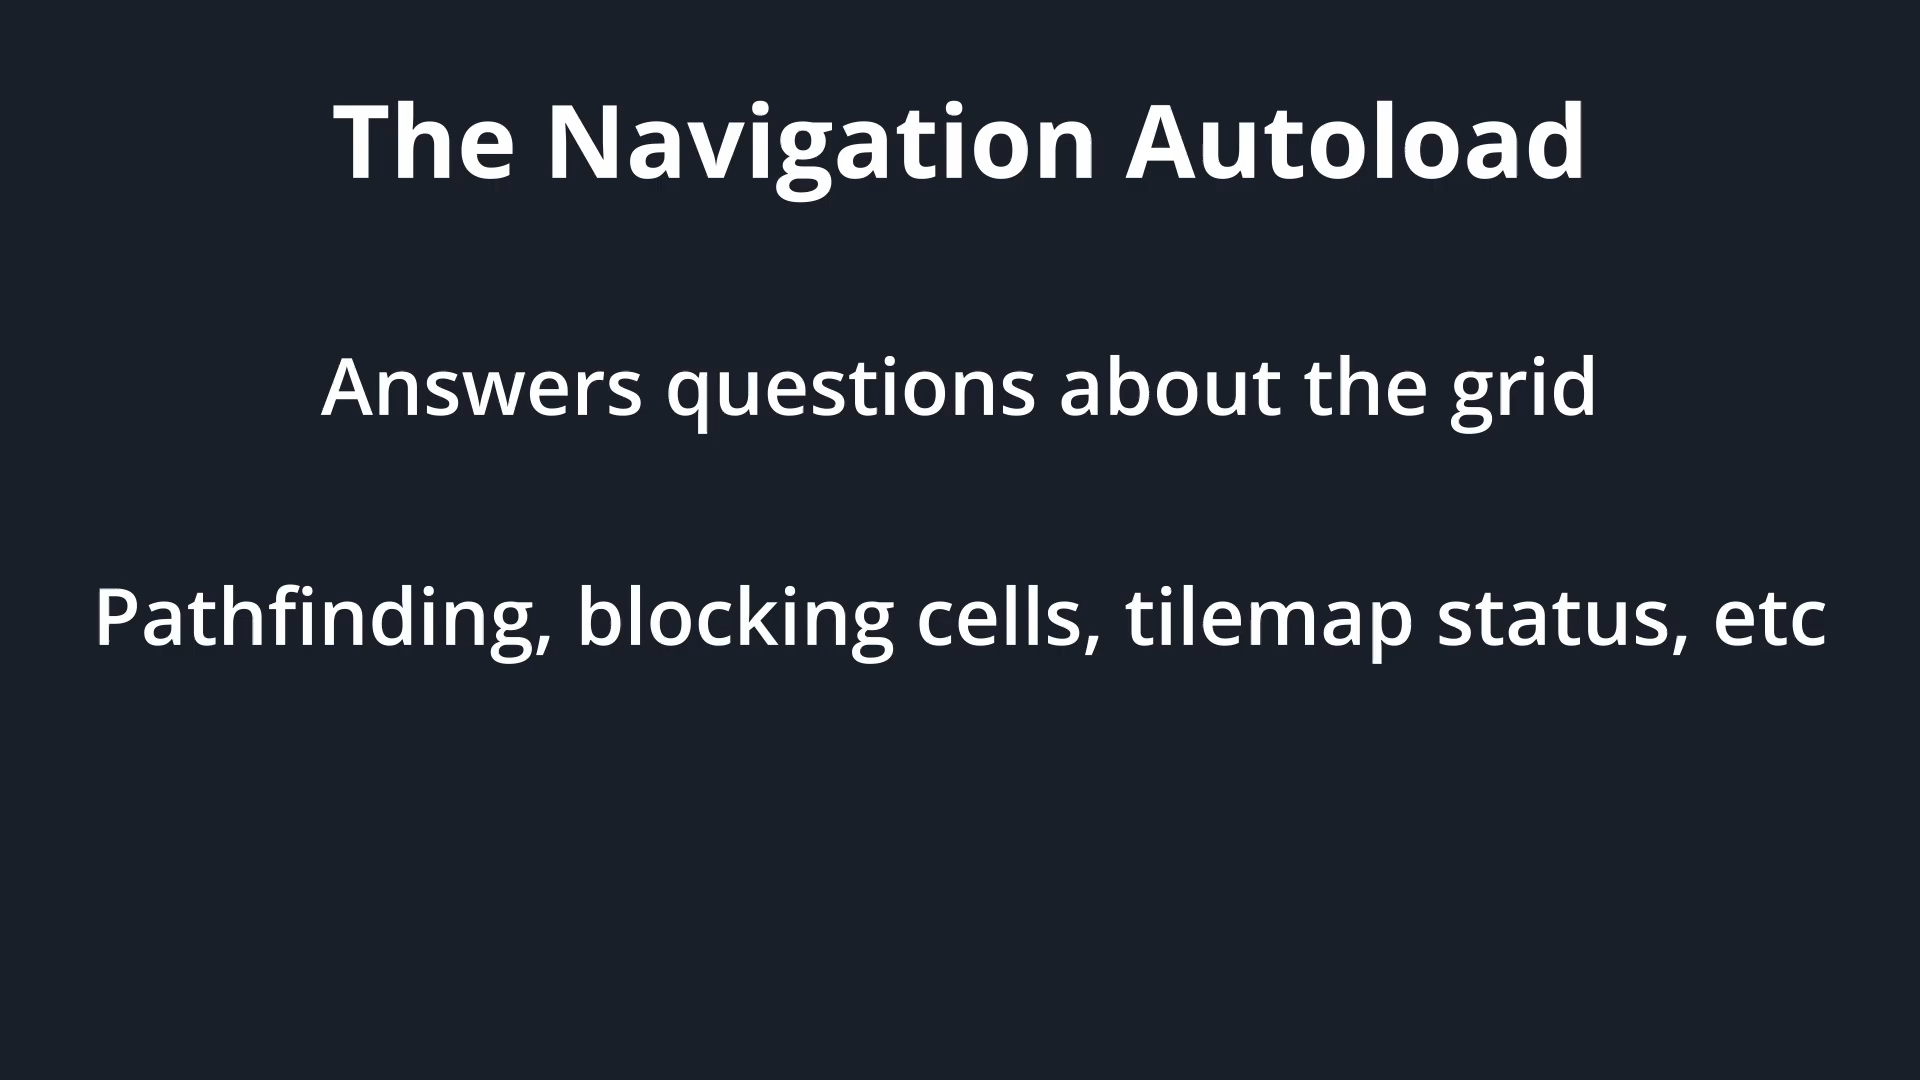 The Navigation Autoload
Answers questions about the grid
Pathfinding, blocking cells, tilemap status, etc